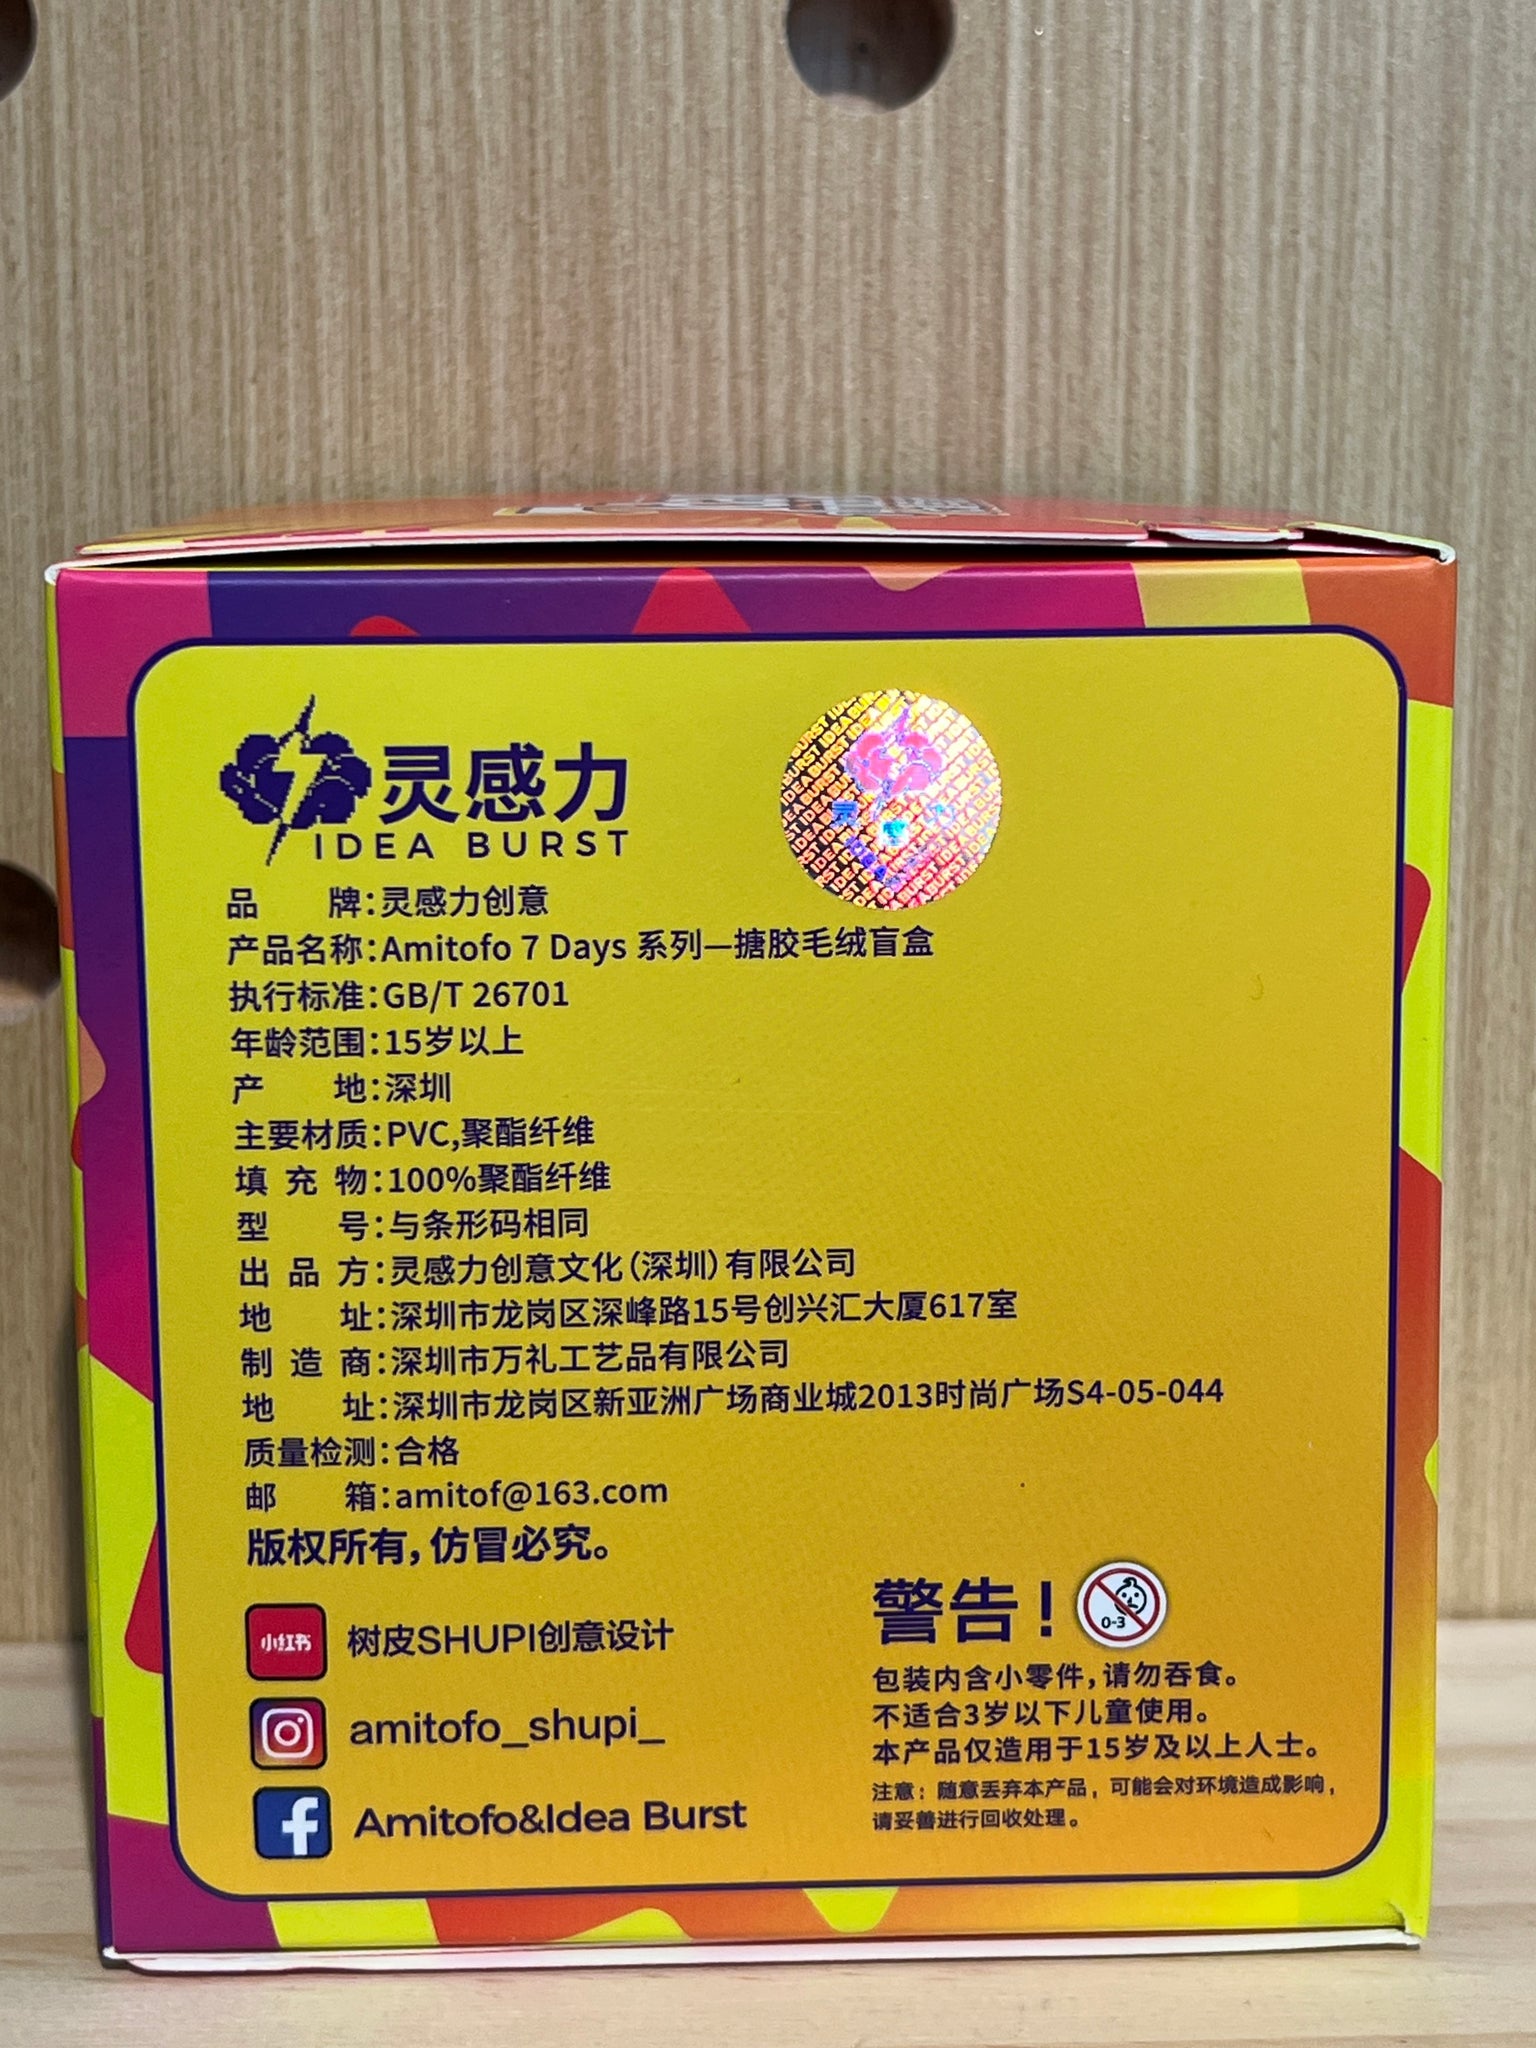 灵感力
IDEA BURST
品 牌：灵感力创意
产品名称：Amitofo 7 Days 系列—搪胶毛绒盲盒
执行标准：GB/T 26701
年龄范围：15岁以上
产 地：深圳
主要材质：PVC,聚酯纤维
填 充 物：100%聚酯纤维
型 号：与条形码相同
出 品 方：灵感力创意文化（深圳）有限公司
地 址：深圳市龙岗区深峰路15号创兴汇大厦617室
制 造 商：深圳市万礼工艺品有限公司
地 址：深圳市龙岗区新亚洲广场商业城2013时尚广场S4-05-044
质量检测：合格
邮 箱：amitof@163.com
版权所有，仿冒必究。
小红书 树皮SHUPI创意设计
amitofo_shupi_
Amitofo&Idea Burst
警告！
0-3
包装内含小零件，请勿吞食。
不适合3岁以下儿童使用。
本产品仅造用于15岁及以上人士。
注意：随意丢弃本产品，可能会对环境造成影响，
请妥善进行回收处理。